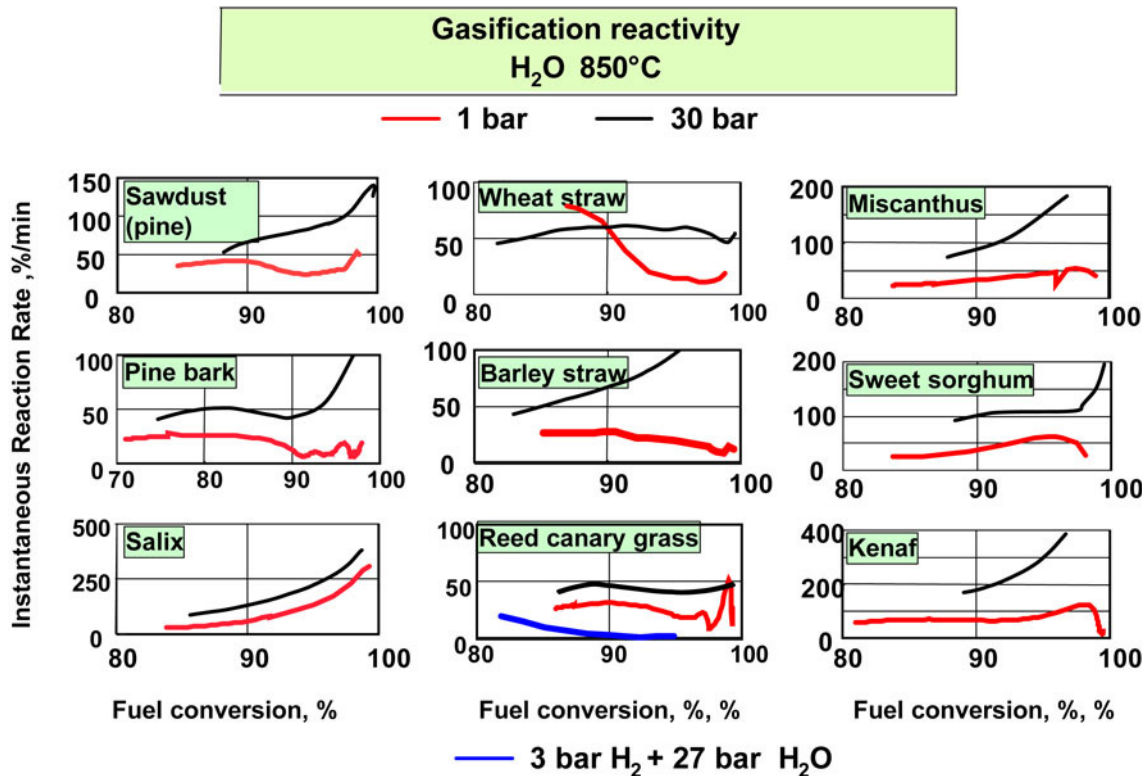 Gasification reactivity
H₂O 850°C
1 bar 30 bar
Instantaneous Reaction Rate ,%/min
150
100
50
0
80 90 100
Sawdust
(pine)
100
50
0
80 90 100
Wheat straw
200
100
0
80 90 100
Miscanthus
100
50
0
70 80 90 100
Pine bark
100
50
0
80 90 100
Barley straw
200
100
0
80 90 100
Sweet sorghum
500
250
0
80 90 100
Salix
100
50
0
80 90 100
Reed canary grass
400
200
0
80 90 100
Kenaf
Fuel conversion, % Fuel conversion, %, % Fuel conversion, %, %
3 bar H₂ + 27 bar H₂O